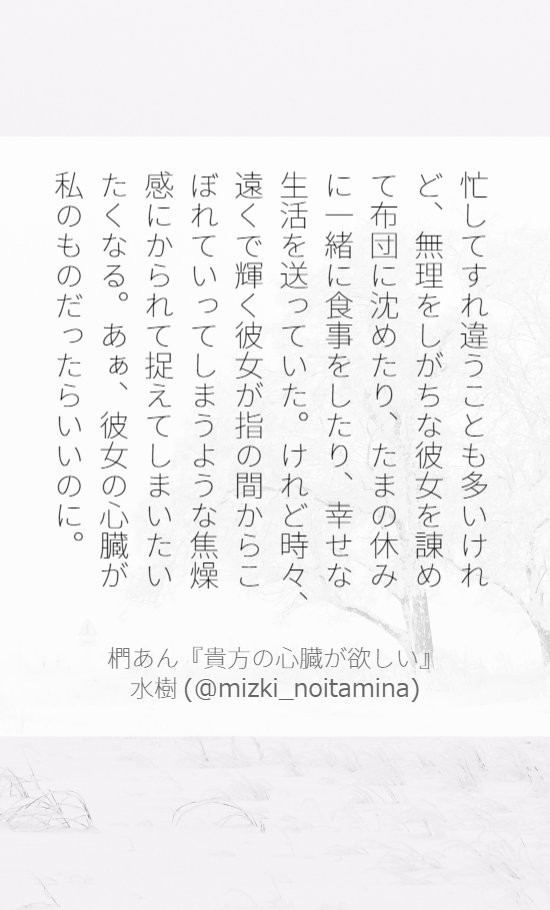 忙してすれ違うことも多いけれ
ど、無理をしがちな彼女を諌め
て布団に沈めたり、たまの休み
に一緒に食事をしたり、幸せな
生活を送っていた。けれど時々、
遠くで輝く彼女が指の間からこ
ぼれていってしまうような焦燥
感にかられて捉えてしまいたい
たくなる。あぁ、彼女の心臓が
私のものだったらいいのに。
椚あん『貴方の心臓が欲しい』
水樹 (@mizki_noitamina)